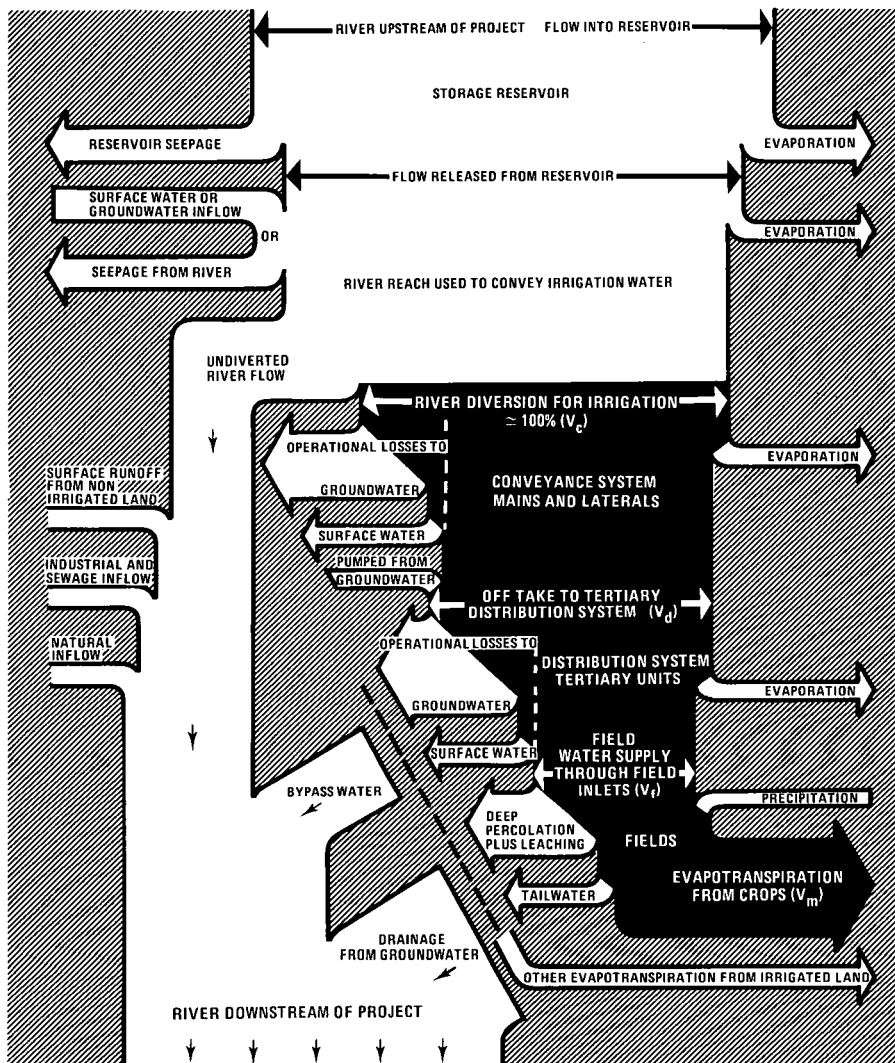 RIVER UPSTREAM OF PROJECT
FLOW INTO RESERVOIR
STORAGE RESERVOIR
RESERVOIR SEEPAGE
EVAPORATION
FLOW RELEASED FROM RESERVOIR
SURFACE WATER OR
GROUNDWATER INFLOW
OR
EVAPORATION
SEEPAGE FROM RIVER
RIVER REACH USED TO CONVEY IRRIGATION WATER
UNDIVERTED
RIVER FLOW
RIVER DIVERSION FOR IRRIGATION
≃ 100% (Vc)
OPERATIONAL LOSSES TO
GROUNDWATER
EVAPORATION
CONVEYANCE SYSTEM
MAINS AND LATERALS
SURFACE RUNOFF
FROM NON
IRRIGATED LAND
SURFACE WATER
PUMPED FROM
GROUNDWATER
INDUSTRIAL AND
SEWAGE INFLOW
OFF TAKE TO TERTIARY
DISTRIBUTION SYSTEM (Vd)
OPERATIONAL LOSSES TO
GROUNDWATER
NATURAL
INFLOW
DISTRIBUTION SYSTEM
TERTIARY UNITS
EVAPORATION
SURFACE WATER
FIELD
WATER SUPPLY
THROUGH FIELD
INLETS (Vf)
BYPASS WATER
PRECIPITATION
DEEP
PERCOLATION
PLUS LEACHING
FIELDS
EVAPOTRANSPIRATION
FROM CROPS (Vm)
TAILWATER
DRAINAGE
FROM GROUNDWATER
OTHER EVAPOTRANSPIRATION FROM IRRIGATED LAND
RIVER DOWNSTREAM OF PROJECT